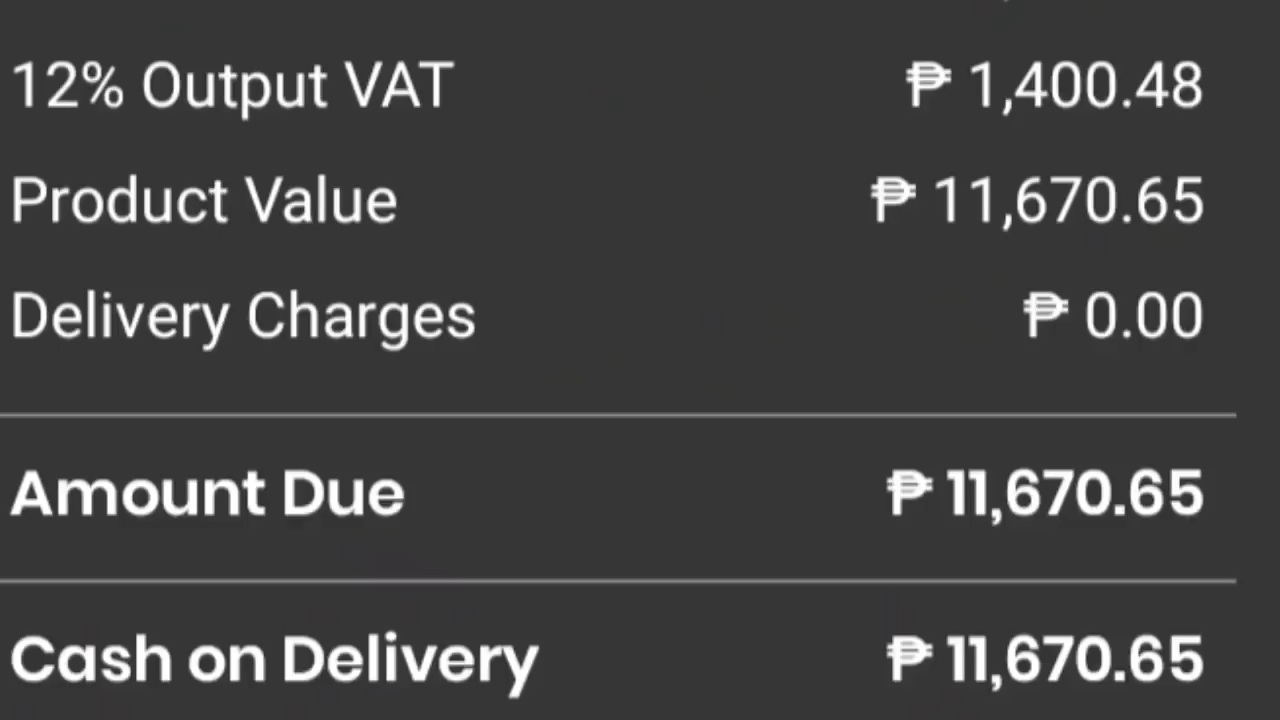 12% Output VAT ₱ 1,400.48
Product Value ₱ 11,670.65
Delivery Charges ₱ 0.00
Amount Due ₱ 11,670.65
Cash on Delivery ₱ 11,670.65